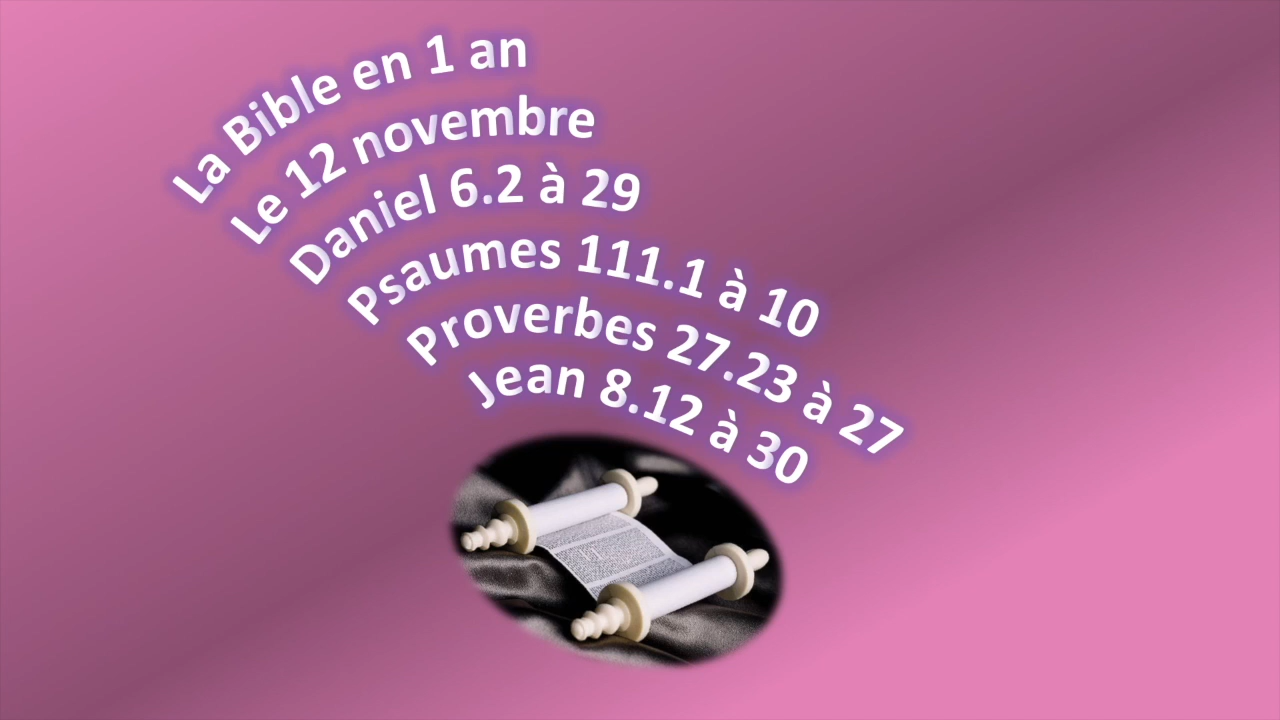 La Bible en 1 an
Le 12 novembre
Daniel 6.2 à 29
Psaumes 111.1 à 10
Proverbes 27.23 à 27
Jean 8.12 à 30